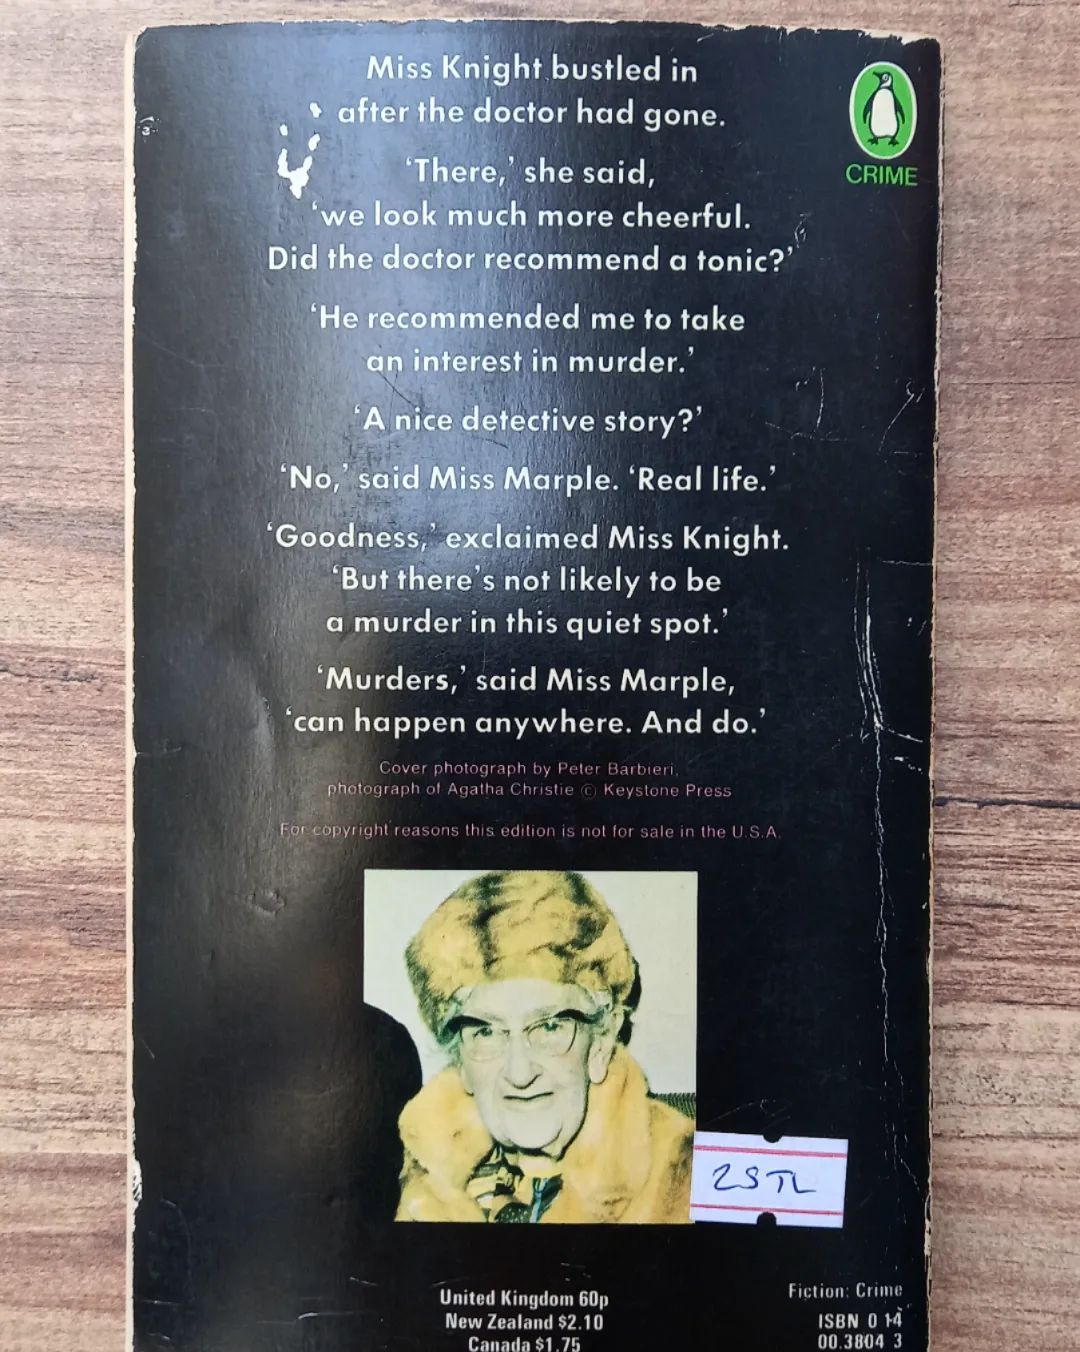 Miss Knight bustled in
after the doctor had gone.
‘There,’ she said,
‘we look much more cheerful.
Did the doctor recommend a tonic?’
‘He recommended me to take
an interest in murder.’
‘A nice detective story?’
‘No,’ said Miss Marple. ‘Real life.’
‘Goodness,’ exclaimed Miss Knight.
‘But there’s not likely to be
a murder in this quiet spot.’
‘Murders,’ said Miss Marple,
‘can happen anywhere. And do.’
CRIME
Cover photograph by Peter Barbieri,
photograph of Agatha Christie © Keystone Press
For copyright reasons this edition is not for sale in the U.S.A.
25 TL
United Kingdom 60p
New Zealand $2.10
Canada $1.75
Fiction: Crime
ISBN 0 14
00.3804 3